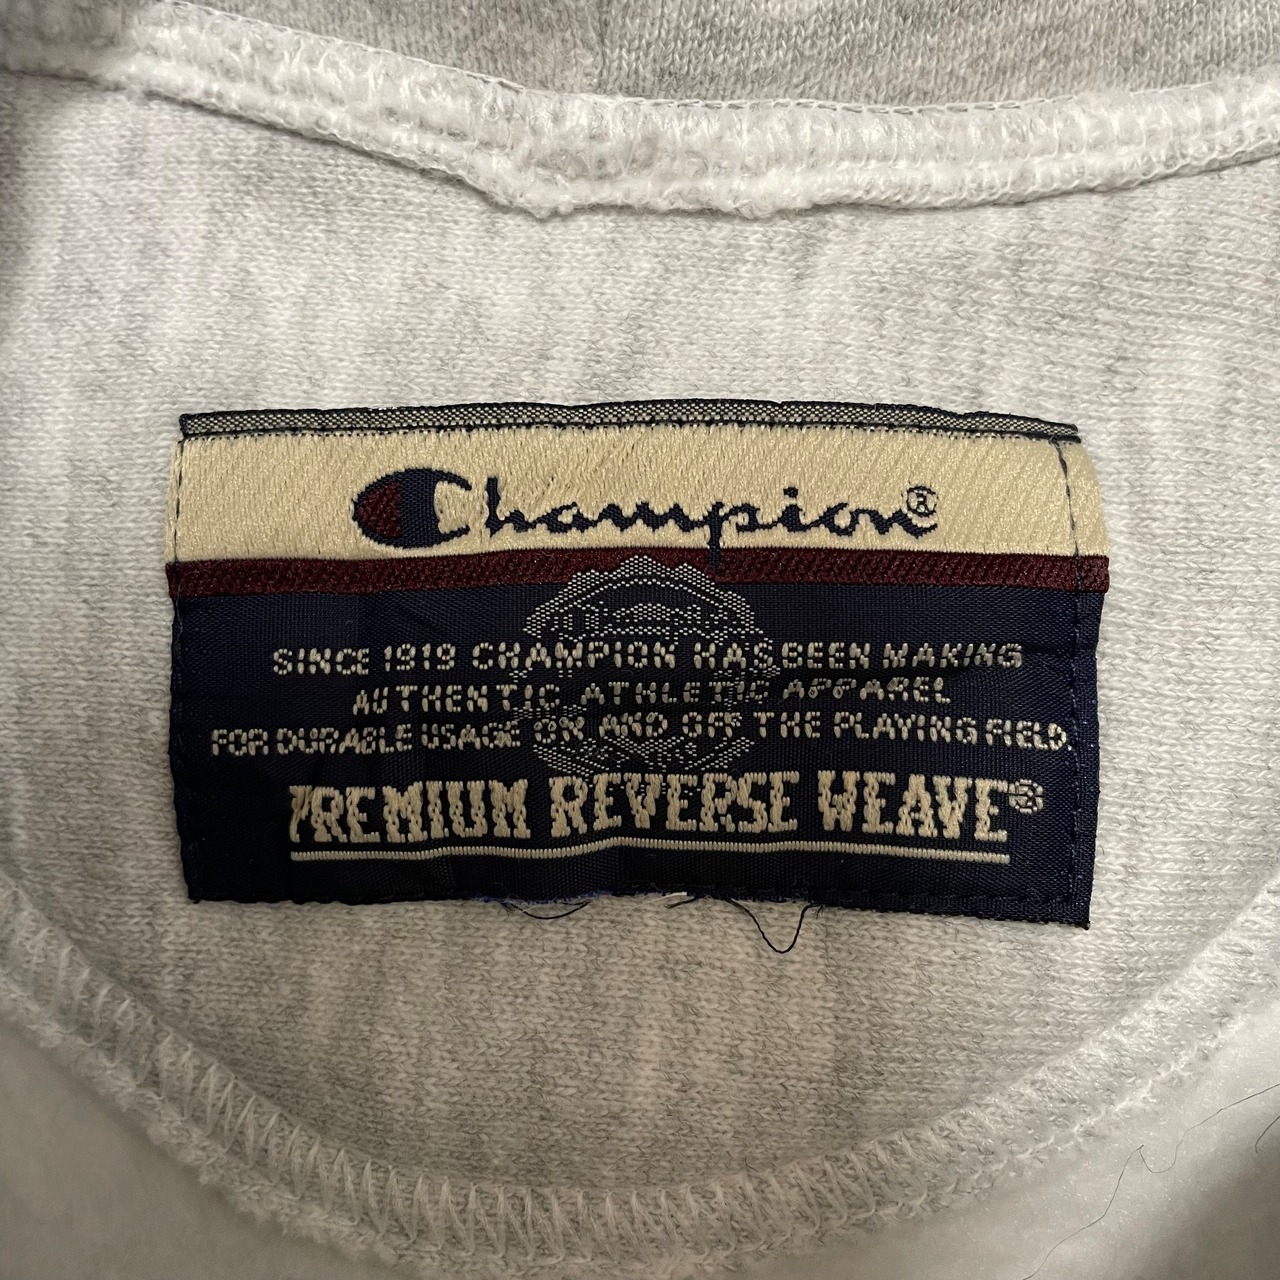 Champion®
SINCE 1919 CHAMPION HAS BEEN MAKING
AUTHENTIC ATHLETIC APPAREL
FOR DURABLE USAGE ON AND OFF THE PLAYING FIELD.
PREMIUM REVERSE WEAVE®